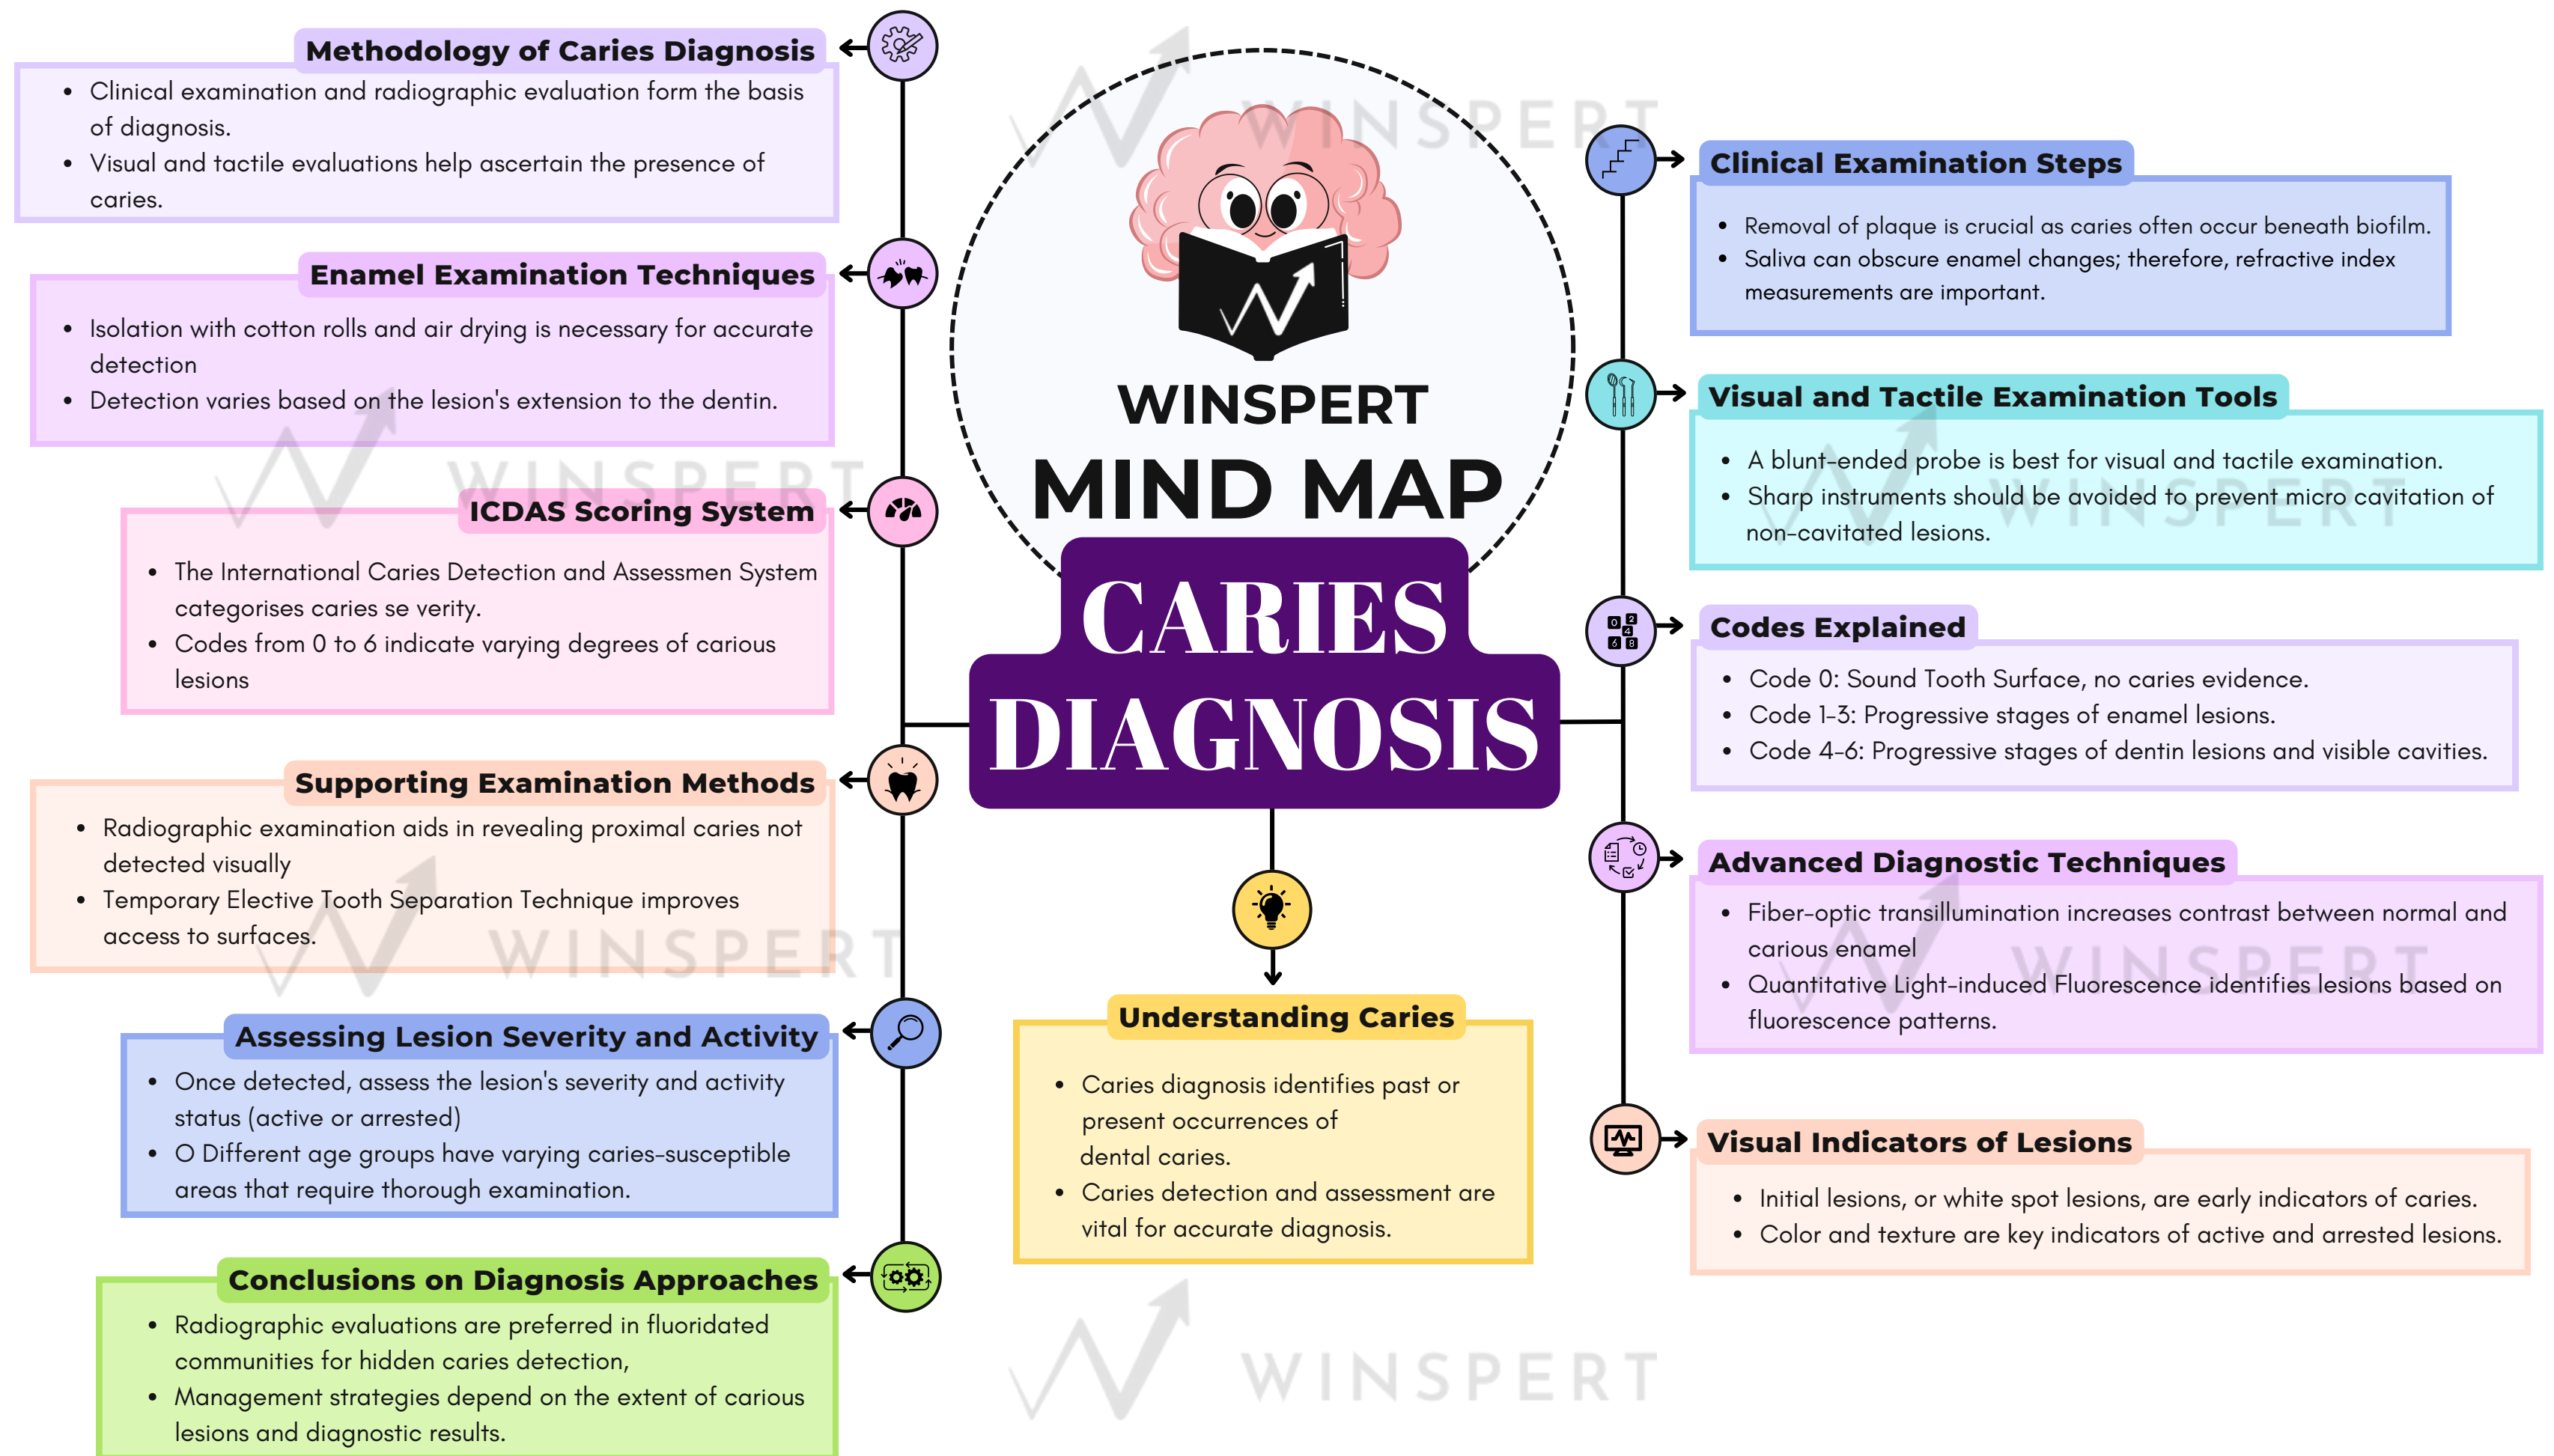 Methodology of Caries Diagnosis
• Clinical examination and radiographic evaluation form the basis
of diagnosis.
• Visual and tactile evaluations help ascertain the presence of
caries.
Enamel Examination Techniques
• Isolation with cotton rolls and air drying is necessary for accurate
detection
• Detection varies based on the lesion's extension to the dentin.
ICDAS Scoring System
• The International Caries Detection and Assessmen System
categorises caries se verity.
• Codes from 0 to 6 indicate varying degrees of carious
lesions
Supporting Examination Methods
• Radiographic examination aids in revealing proximal caries not
detected visually
• Temporary Elective Tooth Separation Technique improves
access to surfaces.
Assessing Lesion Severity and Activity
• Once detected, assess the lesion's severity and activity
status (active or arrested)
• O Different age groups have varying caries-susceptible
areas that require thorough examination.
Conclusions on Diagnosis Approaches
• Radiographic evaluations are preferred in fluoridated
communities for hidden caries detection,
• Management strategies depend on the extent of carious
lesions and diagnostic results.
WINSPERT
MIND MAP
CARIES
DIAGNOSIS
Understanding Caries
• Caries diagnosis identifies past or
present occurrences of
dental caries.
• Caries detection and assessment are
vital for accurate diagnosis.
Clinical Examination Steps
• Removal of plaque is crucial as caries often occur beneath biofilm.
• Saliva can obscure enamel changes; therefore, refractive index
measurements are important.
Visual and Tactile Examination Tools
• A blunt-ended probe is best for visual and tactile examination.
• Sharp instruments should be avoided to prevent micro cavitation of
non-cavitated lesions.
0 2
4
6 8
Codes Explained
• Code 0: Sound Tooth Surface, no caries evidence.
• Code 1-3: Progressive stages of enamel lesions.
• Code 4-6: Progressive stages of dentin lesions and visible cavities.
Advanced Diagnostic Techniques
• Fiber-optic transillumination increases contrast between normal and
carious enamel
• Quantitative Light-induced Fluorescence identifies lesions based on
fluorescence patterns.
Visual Indicators of Lesions
• Initial lesions, or white spot lesions, are early indicators of caries.
• Color and texture are key indicators of active and arrested lesions.
WINSPERT
WINSPERT
WINSPERT
WINSPERT
WINSPERT
WINSPERT